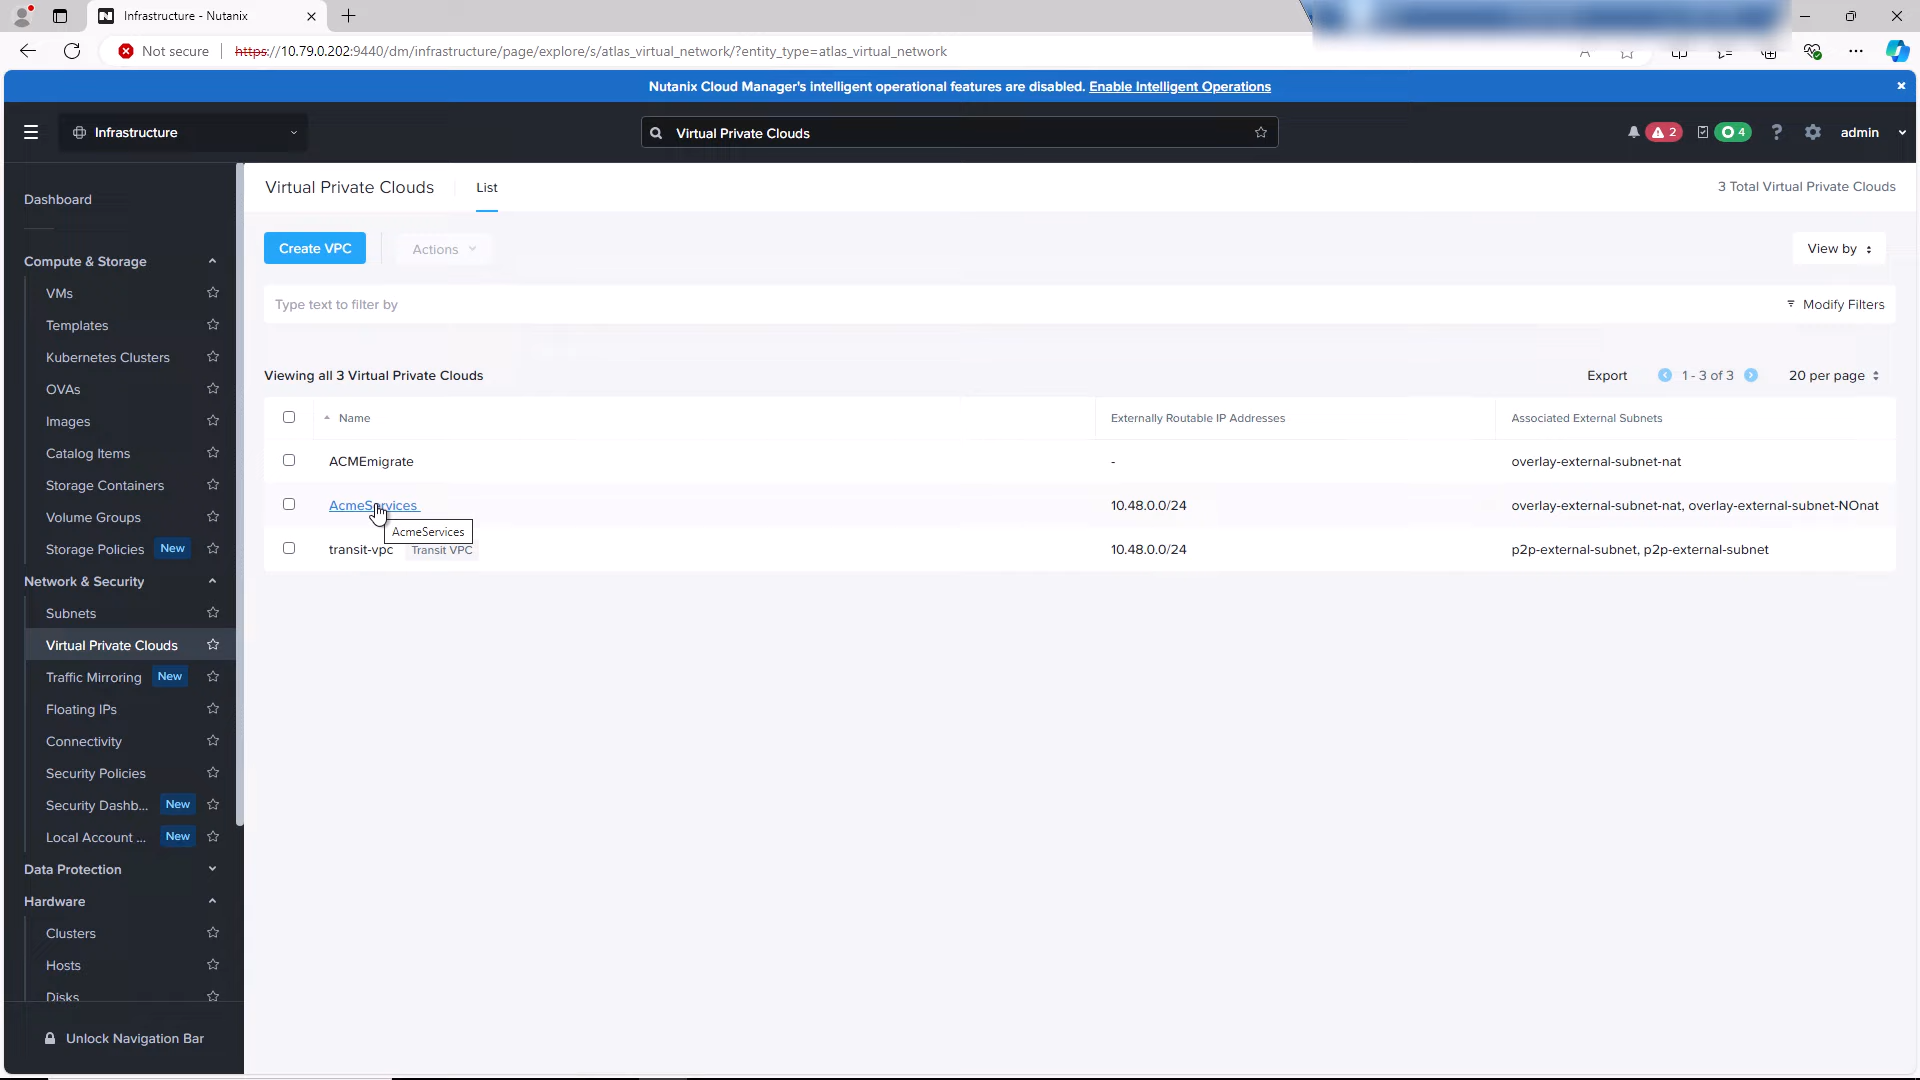 Infrastructure - Nutanix
Not secure https://10.79.0.202:9440/dm/infrastructure/page/explore/s/atlas_virtual_network/?entity_type=atlas_virtual_network
Nutanix Cloud Manager's intelligent operational features are disabled. Enable Intelligent Operations
Infrastructure
Virtual Private Clouds
2
4
?
admin
Dashboard
Compute & Storage
VMs
Templates
Kubernetes Clusters
OVAs
Images
Catalog Items
Storage Containers
Volume Groups
Storage Policies New
Network & Security
Subnets
Virtual Private Clouds
Traffic Mirroring New
Floating IPs
Connectivity
Security Policies
Security Dashb... New
Local Account ... New
Data Protection
Hardware
Clusters
Hosts
Disks
Unlock Navigation Bar
Virtual Private Clouds List
3 Total Virtual Private Clouds
Create VPC Actions
View by
Type text to filter by
Modify Filters
Viewing all 3 Virtual Private Clouds
Export 1 - 3 of 3 20 per page
Name Externally Routable IP Addresses Associated External Subnets
ACMEmigrate - overlay-external-subnet-nat
AcmeServices 10.48.0.0/24 overlay-external-subnet-nat, overlay-external-subnet-NOnat
AcmeServices
transit-vpc Transit VPC 10.48.0.0/24 p2p-external-subnet, p2p-external-subnet